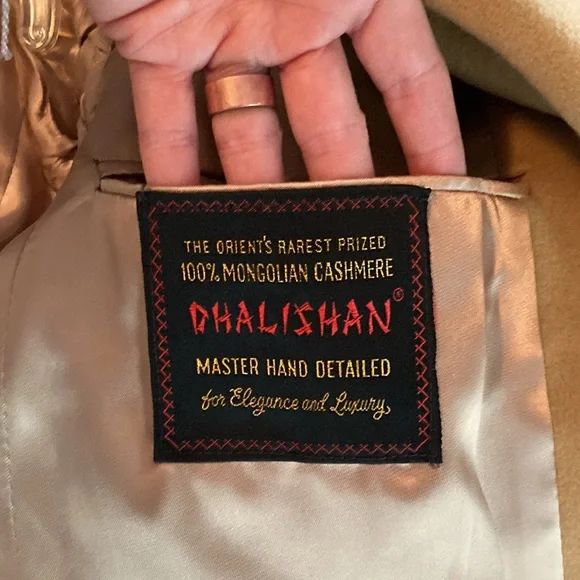 THE ORIENT'S RAREST PRIZED
100% MONGOLIAN CASHMERE
DHALISHAN®
MASTER HAND DETAILED
for Elegance and Luxury,